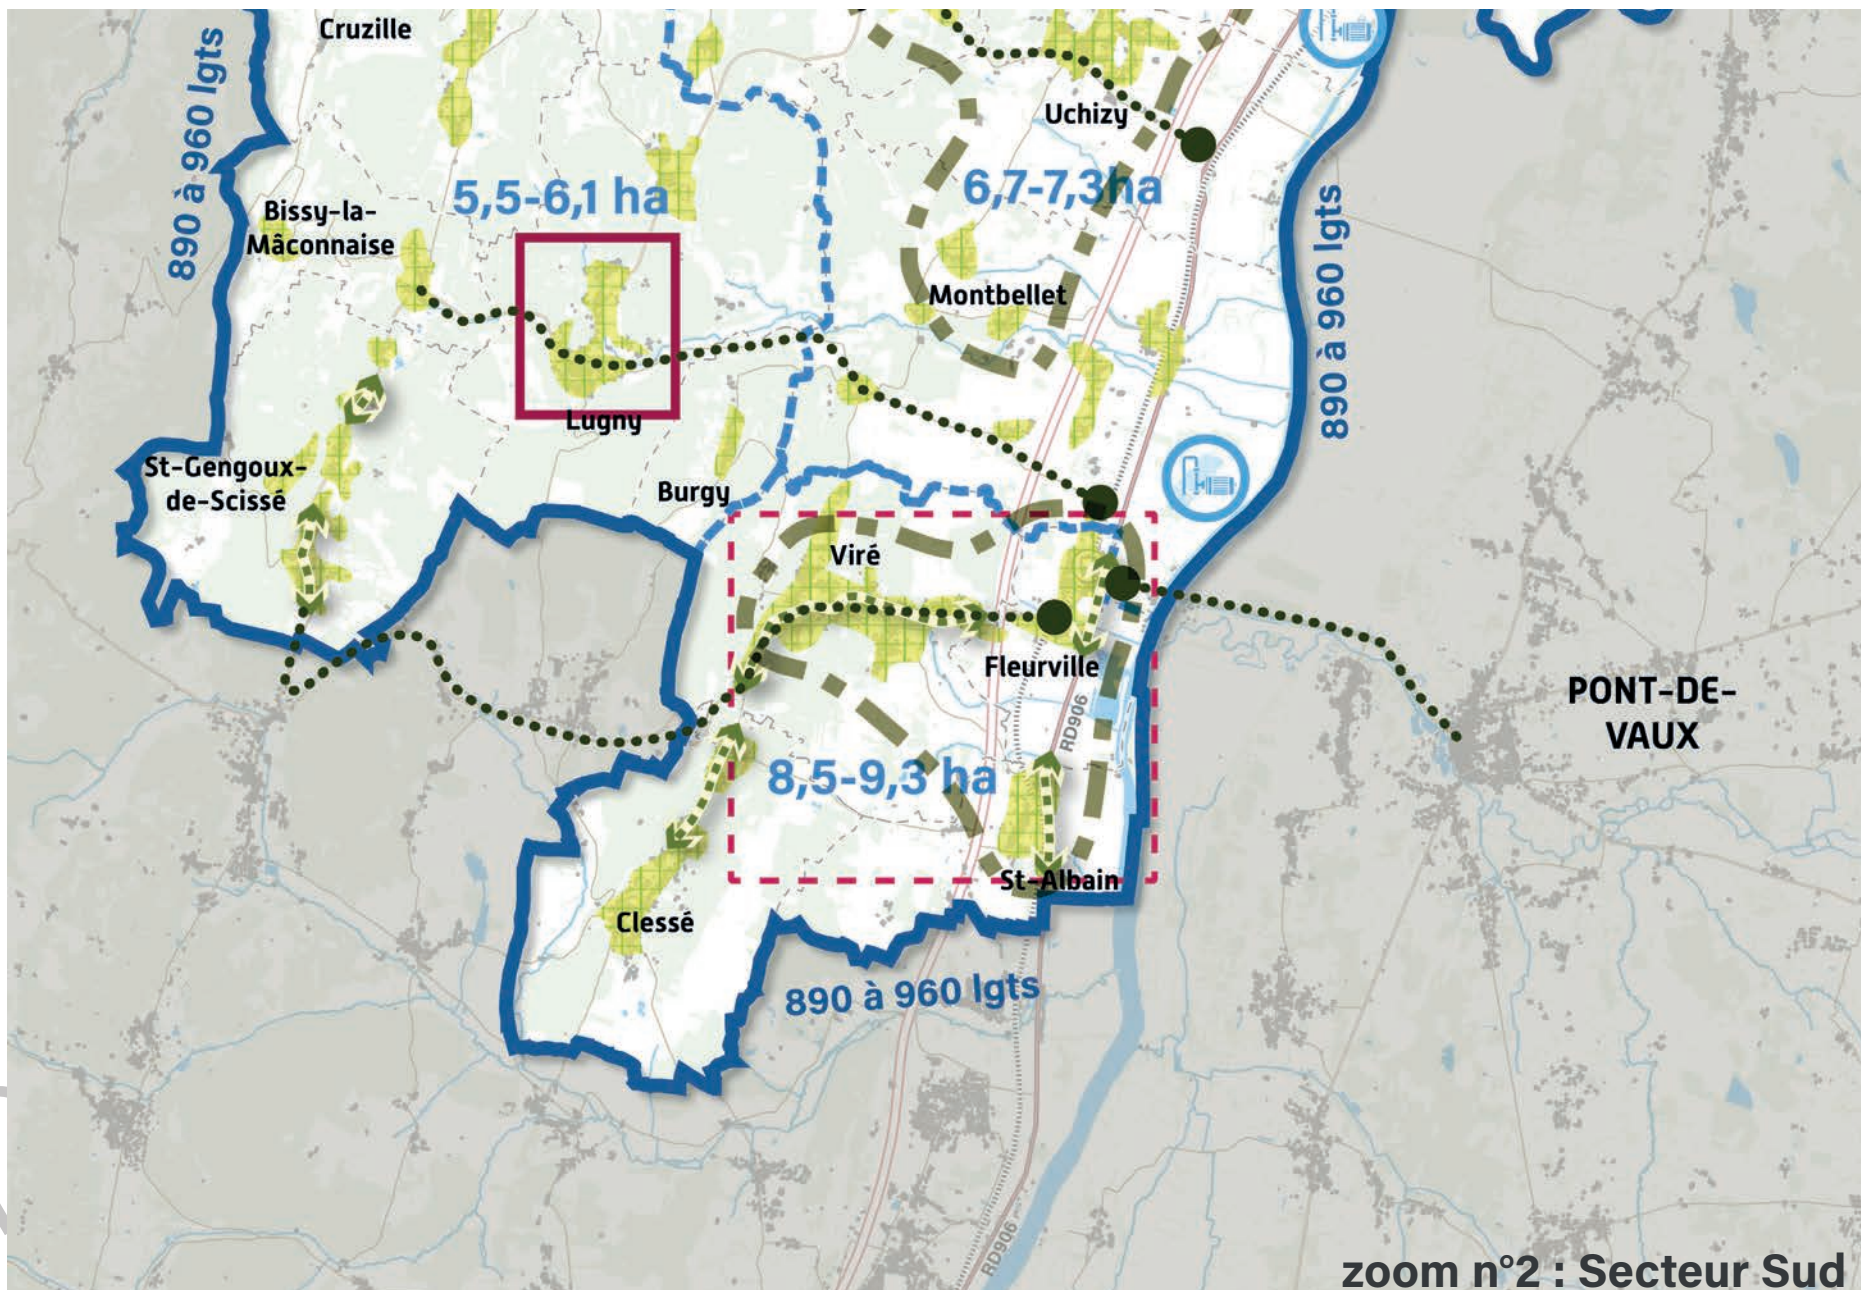 Cruzille
890 à 960 lgts
Uchizy
5,5-6,1 ha
6,7-7,3ha
Bissy-la-
Mâconnaise
890 à 960 lgts
Montbellet
Lugny
St-Gengoux-
de-Scissé
Burgy
Viré
Fleurville
PONT-DE-
VAUX
RD906
8,5-9,3 ha
St-Albain
Clessé
890 à 960 lgts
RD906
zoom n°2 : Secteur Sud